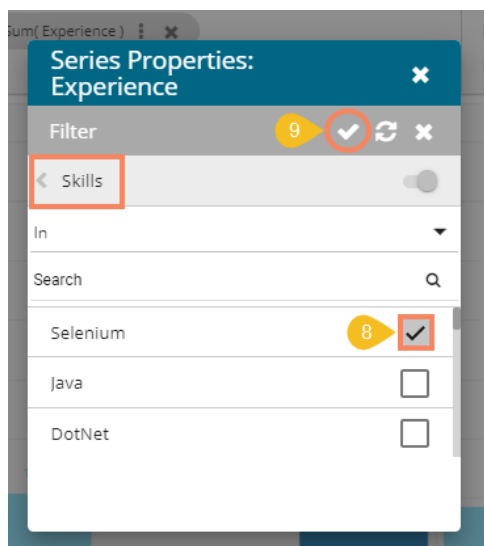 Sum( Experience )
Series Properties:
Experience
Filter
9
Skills
In
Search
Selenium
8
Java
DotNet